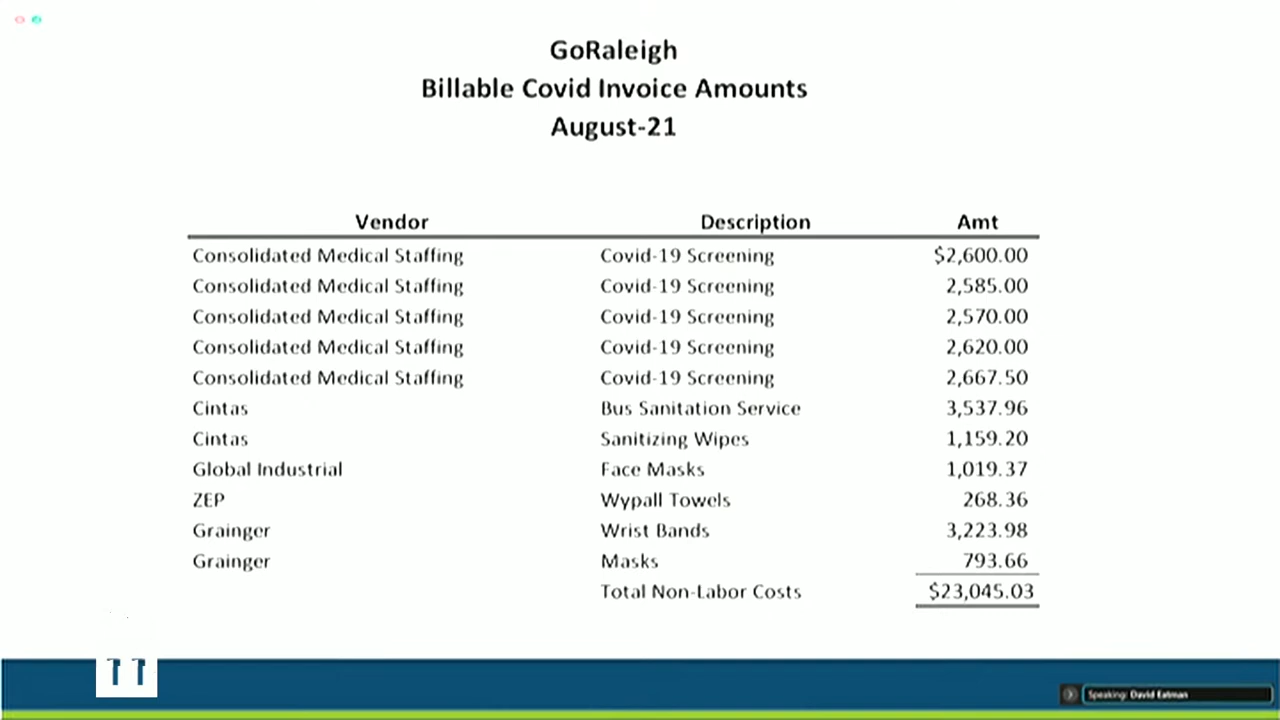 GoRaleigh
Billable Covid Invoice Amounts
August-21
Vendor Description Amt
Consolidated Medical Staffing Covid-19 Screening $2,600.00
Consolidated Medical Staffing Covid-19 Screening 2,585.00
Consolidated Medical Staffing Covid-19 Screening 2,570.00
Consolidated Medical Staffing Covid-19 Screening 2,620.00
Consolidated Medical Staffing Covid-19 Screening 2,667.50
Cintas Bus Sanitation Service 3,537.96
Cintas Sanitizing Wipes 1,159.20
Global Industrial Face Masks 1,019.37
ZEP Wypall Towels 268.36
Grainger Wrist Bands 3,223.98
Grainger Masks 793.66
Total Non-Labor Costs $23,045.03
11
Speaking: David Eatman